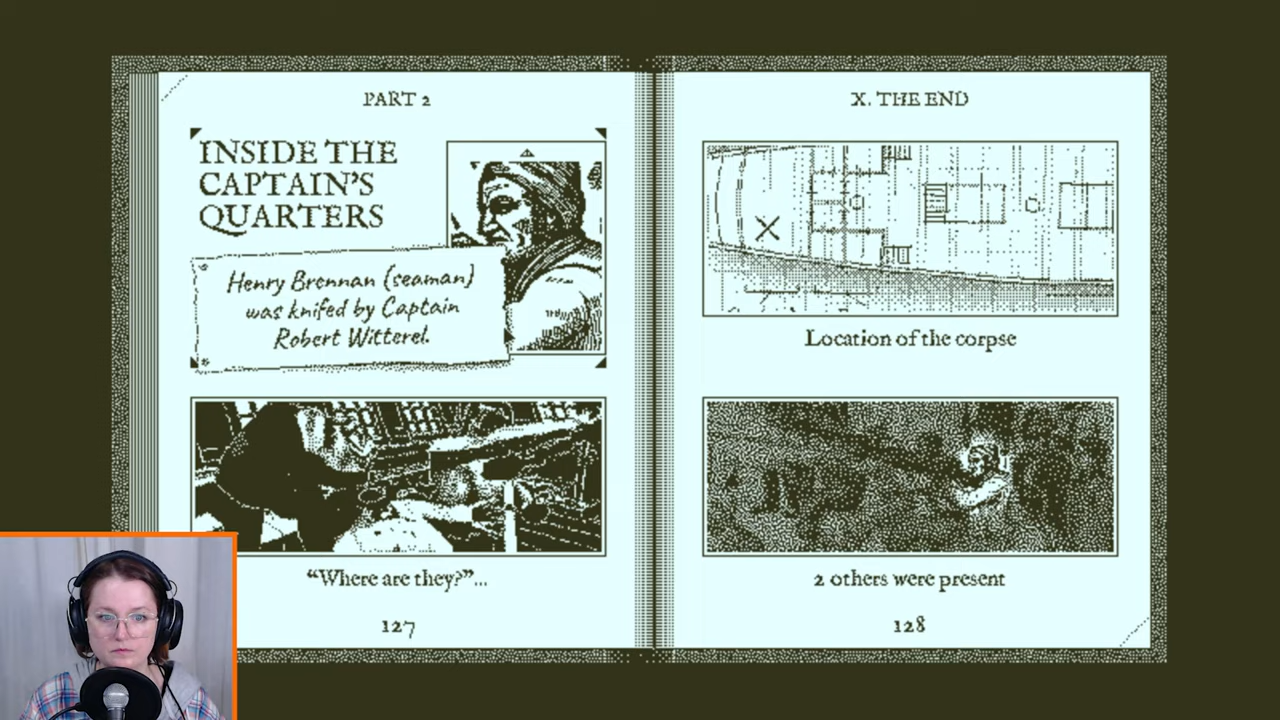 PART 2
INSIDE THE
CAPTAIN'S
QUARTERS
Henry Brennan (seaman)
was knifed by Captain
Robert Witterel.
"Where are they?"...
127
X. THE END
Location of the corpse
2 others were present
128